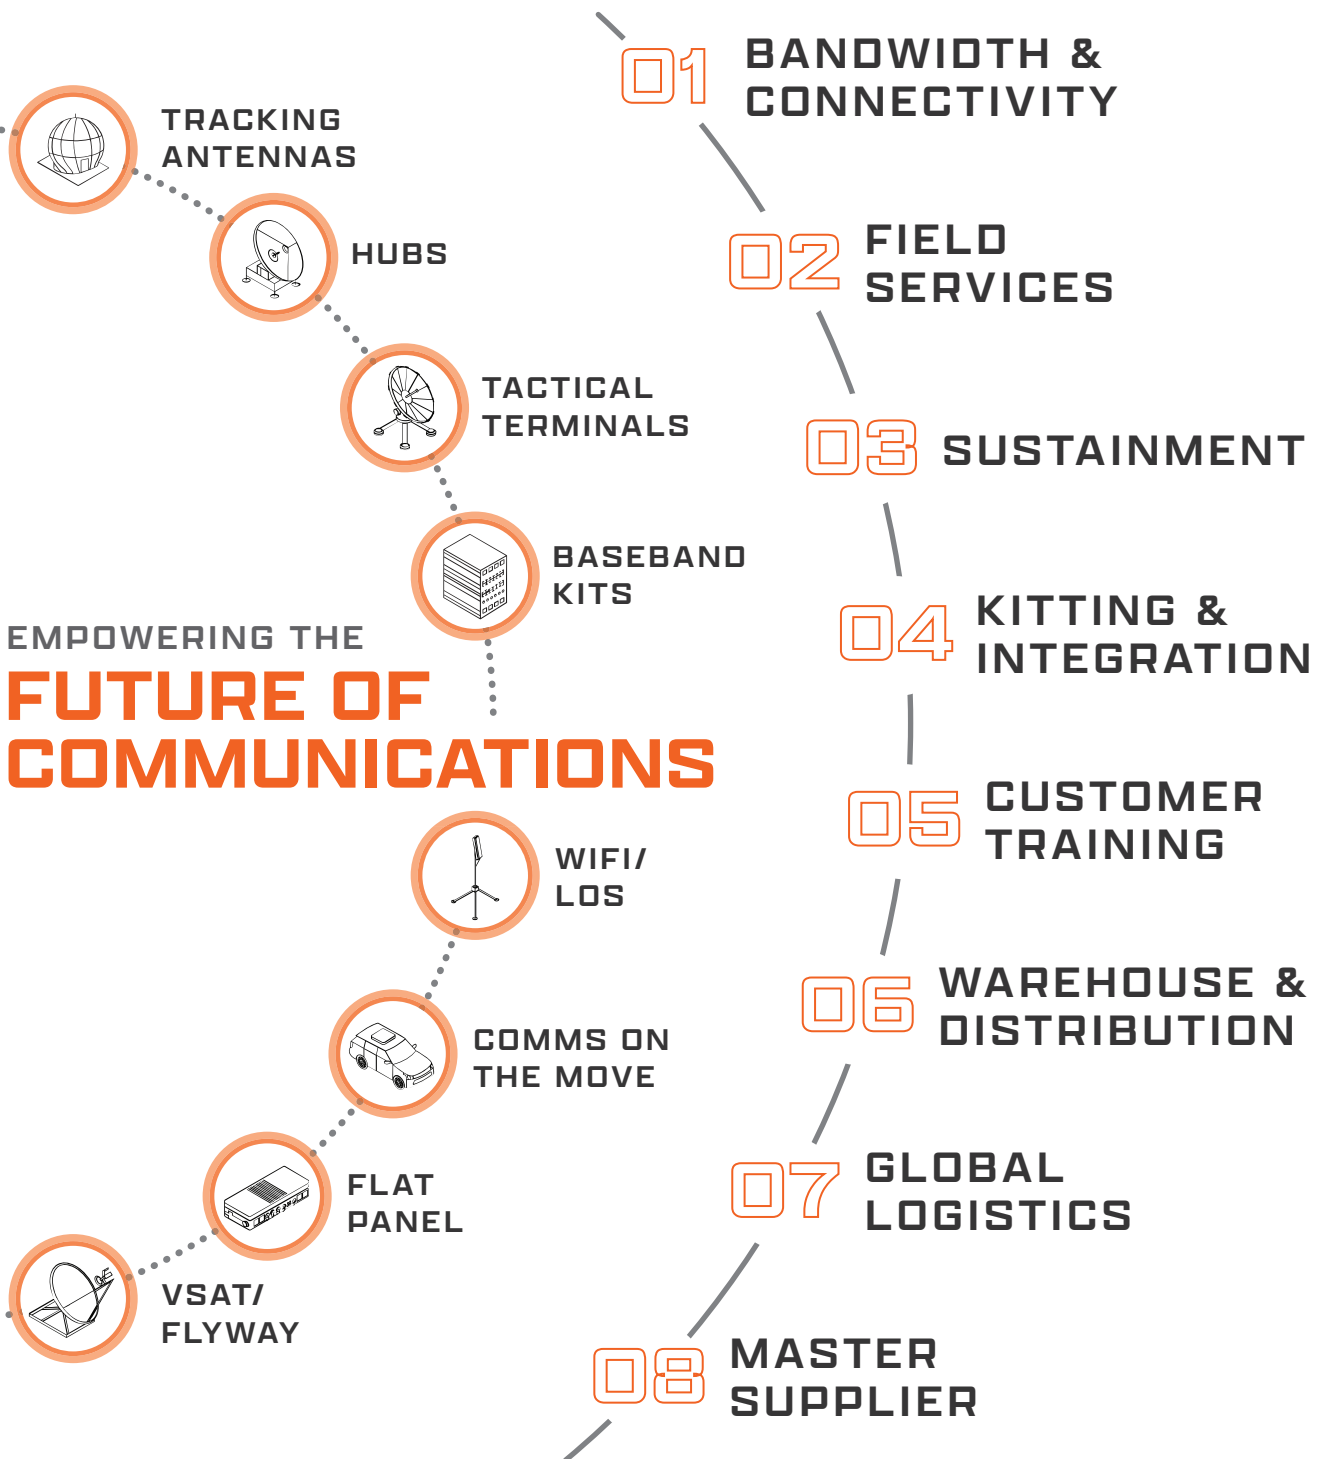 TRACKING
ANTENNAS
HUBS
TACTICAL
TERMINALS
BASEBAND
KITS
EMPOWERING THE
FUTURE OF
COMMUNICATIONS
WIFI/
LOS
COMMS ON
THE MOVE
FLAT
PANEL
VSAT/
FLYWAY
01 BANDWIDTH &
CONNECTIVITY
02 FIELD
SERVICES
03 SUSTAINMENT
04 KITTING &
INTEGRATION
05 CUSTOMER
TRAINING
06 WAREHOUSE &
DISTRIBUTION
07 GLOBAL
LOGISTICS
08 MASTER
SUPPLIER